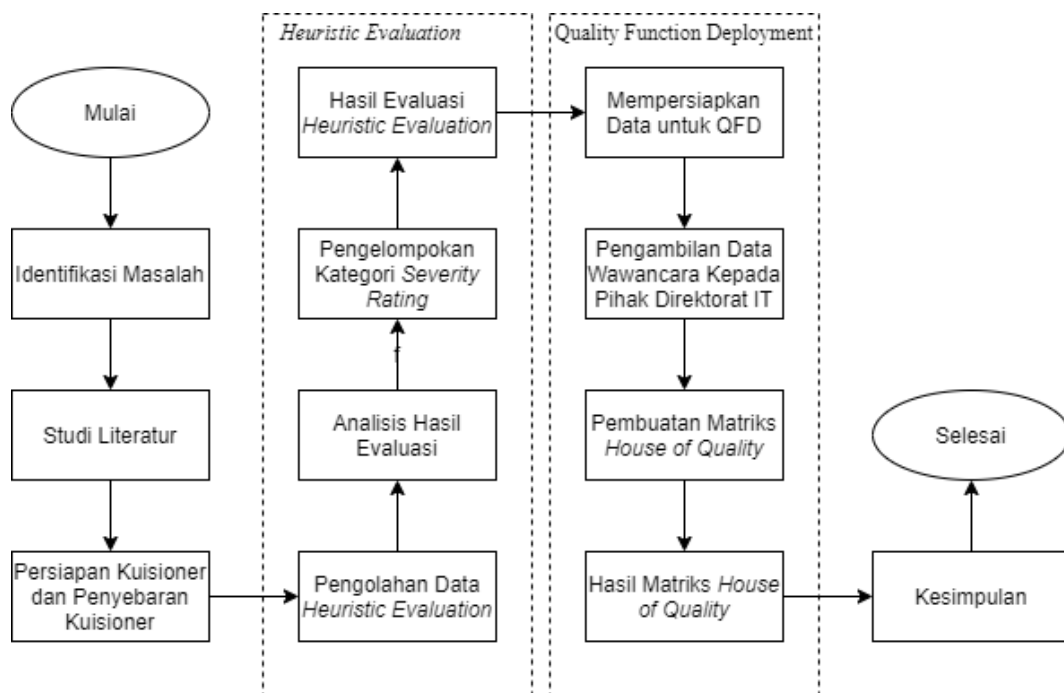 Heuristic Evaluation
Quality Function Deployment
Mulai
Identifikasi Masalah
Studi Literatur
Persiapan Kuisioner
dan Penyebaran
Kuisioner
Pengolahan Data
Heuristic Evaluation
Analisis Hasil
Evaluasi
f
Pengelompokan
Kategori Severity
Rating
Hasil Evaluasi
Heuristic Evaluation
Mempersiapkan
Data untuk QFD
Pengambilan Data
Wawancara Kepada
Pihak Direktorat IT
Pembuatan Matriks
House of Quality
Hasil Matriks House
of Quality
Kesimpulan
Selesai